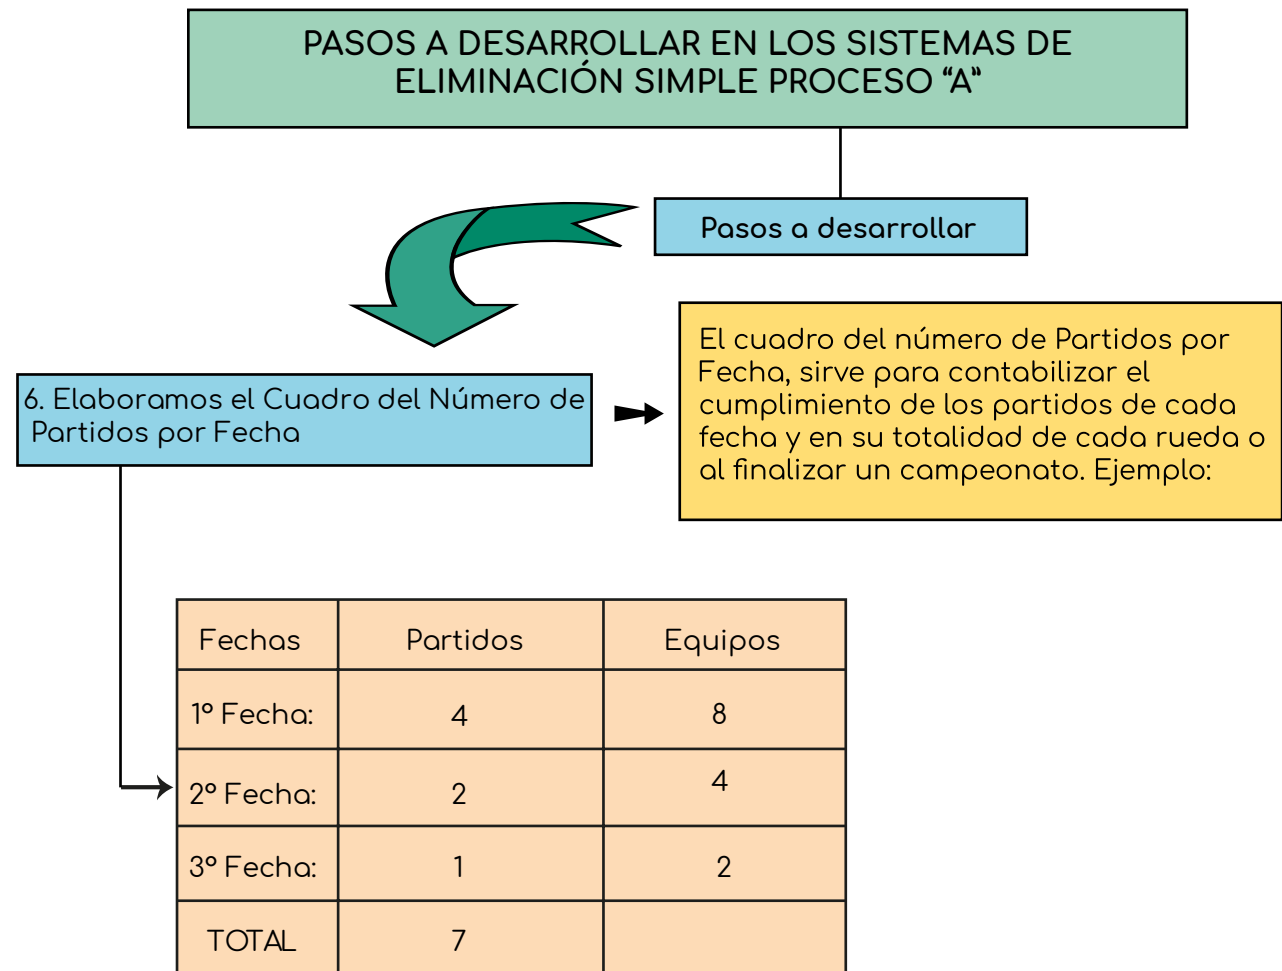 PASOS A DESARROLLAR EN LOS SISTEMAS DE
ELIMINACIÓN SIMPLE PROCESO “A”
Pasos a desarrollar
6. Elaboramos el Cuadro del Número de
Partidos por Fecha
El cuadro del número de Partidos por
Fecha, sirve para contabilizar el
cumplimiento de los partidos de cada
fecha y en su totalidad de cada rueda o
al finalizar un campeonato. Ejemplo:
Fechas Partidos Equipos
1º Fecha: 4 8
2º Fecha: 2 4
3º Fecha: 1 2
TOTAL 7